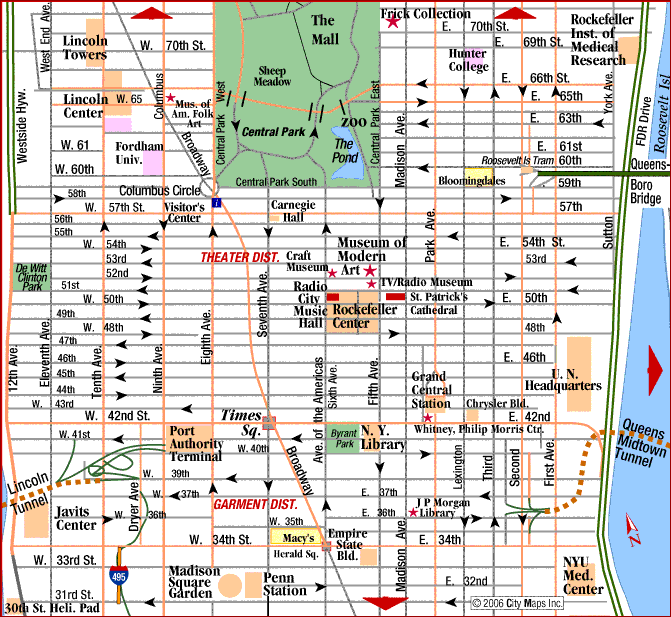 West End Ave.
Lincoln
Towers
W. 70th St.
The
Mall
Frick Collection
E. 70th St.
E. 69th St.
Rockefeller
Inst. of
Medical
Research
Hunter
College
Westside Hyw.
Columbus
Lincoln
Center
W. 65
Mus. of
Am. Folk
Art
Sheep
Meadow
Central Park West
Central Park
ZOO
The
Pond
Central Park East
Madison Ave.
E. 66th St.
E. 65th
E. 63th
York Ave.
FDR Drive
Roosevelt Isl
W. 61
Fordham
Univ.
W. 60th
Broadway
E. 61st
Roosevelt Is Tram
60th
Bloomingdales
E. 59th
Queens-
Boro
Bridge
58th
Columbus Circle
Central Park South
W. 57th St.
Visitor's
Center
i
Carnegie
Hall
57th
56th
55th
W. 54th
53rd
52nd
51st
W. 50th
49th
W. 48th
47th
46th
45th
44th
W. 43rd
THEATER DIST.
Craft
Museum
Museum of
Modern
Art
Park Ave.
E. 54th St.
53rd
Sutton
De Witt
Clinton
Park
TV/Radio Museum
Radio
City
Music
Hall
Rockefeller
Center
St. Patrick's
Cathedral
E. 50th
48th
E. 46th
12th Ave.
Eleventh Ave.
Tenth Ave.
Ninth Ave.
Eighth Ave.
Seventh Ave.
Ave. of the Americas
Sixth Ave.
Fifth Ave.
Grand
Central
Station
Chrysler Bld.
U. N.
Headquarters
W. 42nd St.
Times
Sq.
E. 42nd
Whitney, Philip Morris Ctr.
W. 41st
Port
Authority
Terminal
W. 40th
Byrant
Park
N. Y.
Library
Queens
Midtown
Tunnel
Lincoln
Tunnel
W. 39th
W. 37th
36th
Dryer Ave
GARMENT DIST.
Broadway
Lexington
Third
Second
First Ave.
E. 37th
E. 36th
J P Morgan
Library
Javits
Center
W. 35th
W. 34th St.
Macy's
Herald Sq.
Empire
State
Bld.
Madison Ave.
E. 34th
N
W. 33rd St.
495
31rd St.
30th St. Heli. Pad
Madison
Square
Garden
Penn
Station
E. 32nd
NYU
Med.
Center
© 2006 City Maps Inc.